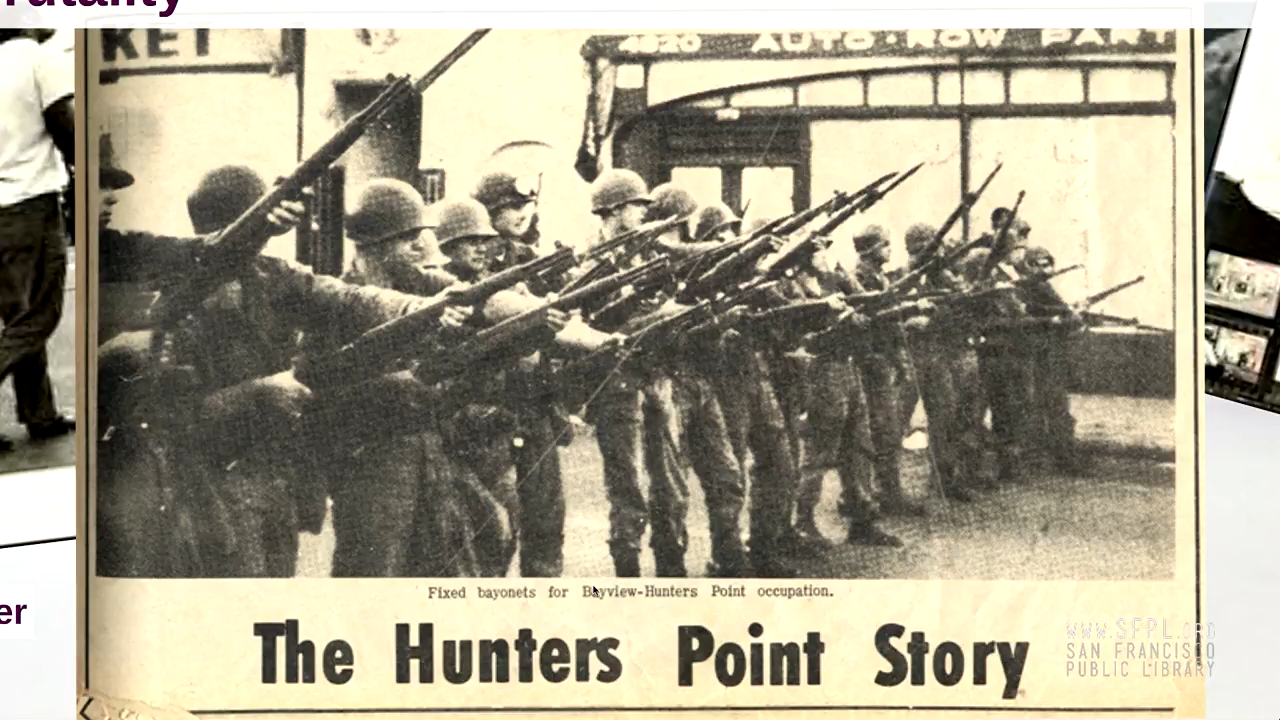 rutality
KET
4820 AUTO-ROW PART
Fixed bayonets for Bayview-Hunters Point occupation.
The Hunters Point Story
er
WWW.SFPL.ORG
SAN FRANCISCO
PUBLIC LIBRARY